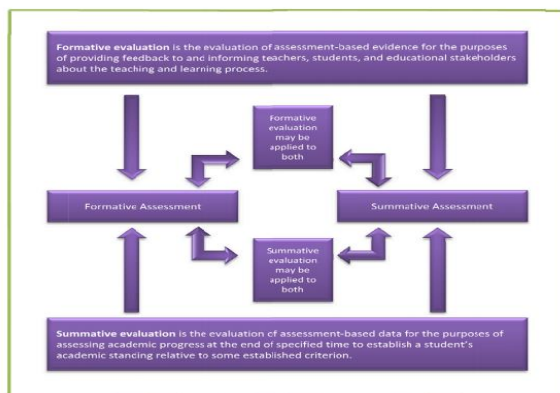 Formative evaluation is the evaluation of assessment-based evidence for the purposes
of providing feedback to and informing teachers, students, and educational stakeholders
about the teaching and learning process.
Formative
evaluation
may be
applied to
both
Formative Assessment
Summative Assessment
Summative
evaluation
may be
applied to
both
Summative evaluation is the evaluation of assessment-based data for the purposes of
assessing academic progress at the end of specified time to establish a student's
academic stancing relative to some established criterion.